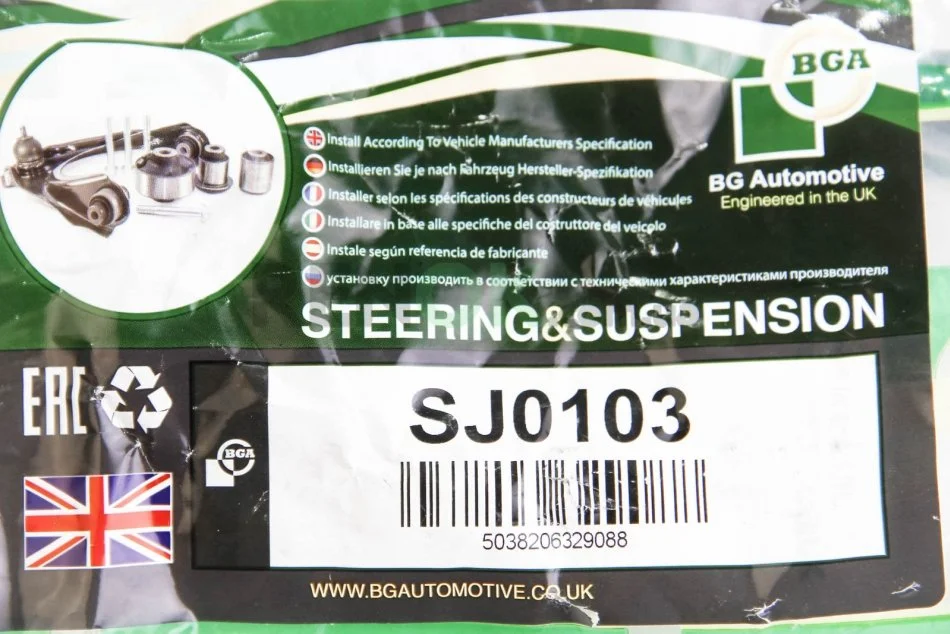 BGA
BG Automotive
Engineered in the UK
Install According To Vehicle Manufacturers Specification
Installieren Sie je nach Fahrzeug Hersteller-Spezifikation
Installer selon les spécifications des constructeurs de véhicules
Installare in base alle specifiche del costruttore del veicolo
Instale según referencia de fabricante
установку производить в соответствии с техническими характеристиками производителя
STEERING&SUSPENSION
EAC
BGA
SJ0103
5038206329088
WWW.BGAUTOMOTIVE.CO.UK